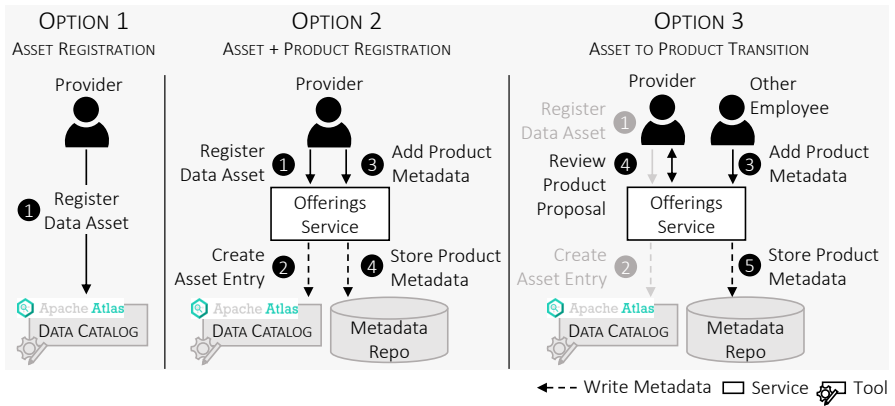 OPTION 1
ASSET REGISTRATION
Provider
1 Register
Data Asset
Apache Atlas
DATA CATALOG
OPTION 2
ASSET + PRODUCT REGISTRATION
Provider
Register
Data Asset
1
3
Add Product
Metadata
Offerings
Service
Create
Asset Entry
2
4
Store Product
Metadata
Apache Atlas
DATA CATALOG
Metadata
Repo
OPTION 3
ASSET TO PRODUCT TRANSITION
Provider
Other
Employee
Register
Data Asset
1
Review
Product
Proposal
4
3
Add Product
Metadata
Offerings
Service
Create
Asset Entry
2
5
Store Product
Metadata
Apache Atlas
DATA CATALOG
Metadata
Repo
Write Metadata
Service
Tool